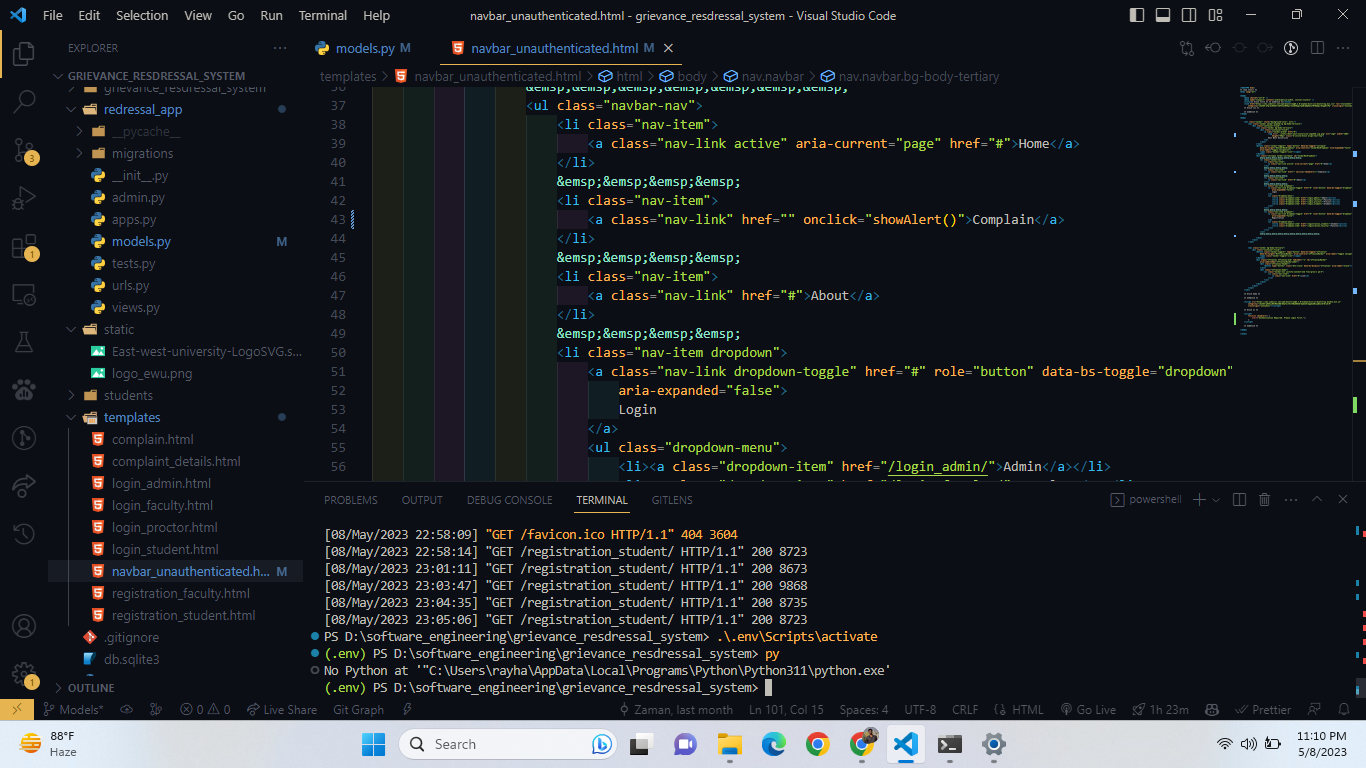 File Edit Selection View Go Run Terminal Help
navbar_unauthenticated.html - grievance_resdressal_system - Visual Studio Code
EXPLORER
GRIEVANCE_RESDRESSAL_SYSTEM
grievance_resdressal_system
redressal_app
__pycache__
migrations
__init__.py
admin.py
apps.py
models.py M
tests.py
urls.py
views.py
static
East-west-university-LogoSVG.s...
logo_ewu.png
students
templates
complain.html
complaint_details.html
login_admin.html
login_faculty.html
login_proctor.html
login_student.html
navbar_unauthenticated.h... M
registration_faculty.html
registration_student.html
.gitignore
db.sqlite3
OUTLINE
3
1
1
models.py M navbar_unauthenticated.html M
templates > navbar_unauthenticated.html > html > body > nav.navbar > nav.navbar.bg-body-tertiary
36 &emsp;&emsp;&emsp;&emsp;&emsp;&emsp;&emsp;
37 <ul class="navbar-nav">
38 <li class="nav-item">
39 <a class="nav-link active" aria-current="page" href="#">Home</a>
40 </li>
41 &emsp;&emsp;&emsp;&emsp;
42 <li class="nav-item">
43 <a class="nav-link" href="" onclick="showAlert()">Complain</a>
44 </li>
45 &emsp;&emsp;&emsp;&emsp;
46 <li class="nav-item">
47 <a class="nav-link" href="#">About</a>
48 </li>
49 &emsp;&emsp;&emsp;&emsp;
50 <li class="nav-item dropdown">
51 <a class="nav-link dropdown-toggle" href="#" role="button" data-bs-toggle="dropdown"
52 aria-expanded="false">
53 Login
54 </a>
55 <ul class="dropdown-menu">
56 <li><a class="dropdown-item" href="/login_admin/">Admin</a></li>
PROBLEMS OUTPUT DEBUG CONSOLE TERMINAL GITLENS
powershell
[08/May/2023 22:58:09] "GET /favicon.ico HTTP/1.1" 404 3604
[08/May/2023 22:58:14] "GET /registration_student/ HTTP/1.1" 200 8723
[08/May/2023 23:01:11] "GET /registration_student/ HTTP/1.1" 200 8673
[08/May/2023 23:03:47] "GET /registration_student/ HTTP/1.1" 200 9868
[08/May/2023 23:04:35] "GET /registration_student/ HTTP/1.1" 200 8735
[08/May/2023 23:05:06] "GET /registration_student/ HTTP/1.1" 200 8723
PS D:\software_engineering\grievance_resdressal_system> .\.env\Scripts\activate
(.env) PS D:\software_engineering\grievance_resdressal_system> py
No Python at '"C:\Users\rayha\AppData\Local\Programs\Python\Python311\python.exe'
(.env) PS D:\software_engineering\grievance_resdressal_system>
Models* 0 0 Live Share Git Graph Zaman, last month Ln 101, Col 15 Spaces: 4 UTF-8 CRLF HTML Go Live 1h 23m Prettier
88°F
Haze
Search
11:10 PM
5/8/2023